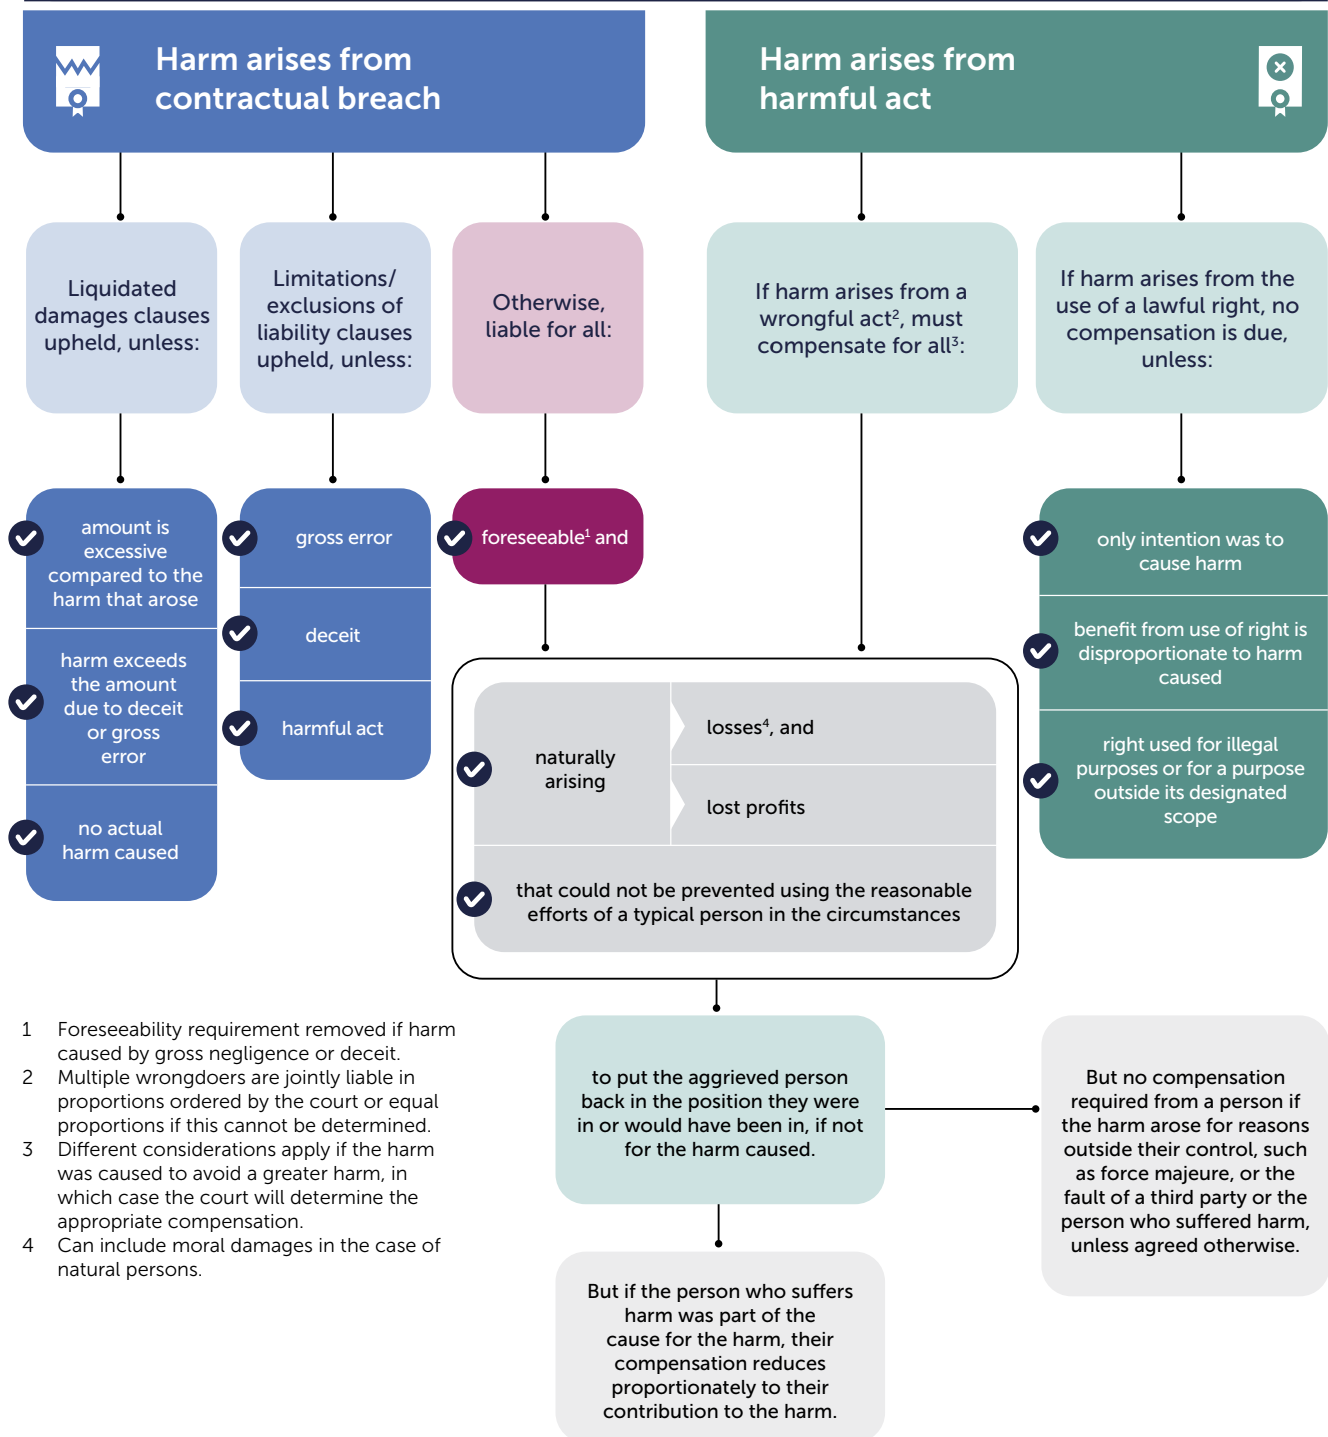 Harm arises from
contractual breach
Harm arises from
harmful act
Liquidated
damages clauses
upheld, unless:
Limitations/
exclusions of
liability clauses
upheld, unless:
Otherwise,
liable for all:
If harm arises from a
wrongful act², must
compensate for all³:
If harm arises from the
use of a lawful right, no
compensation is due,
unless:
amount is
excessive
compared to the
harm that arose
harm exceeds
the amount
due to deceit
or gross
error
no actual
harm caused
gross error
deceit
harmful act
foreseeable¹ and
naturally
arising
losses⁴, and
lost profits
that could not be prevented using the reasonable
efforts of a typical person in the circumstances
only intention was to
cause harm
benefit from use of right is
disproportionate to harm
caused
right used for illegal
purposes or for a purpose
outside its designated
scope
1 Foreseeability requirement removed if harm
caused by gross negligence or deceit.
2 Multiple wrongdoers are jointly liable in
proportions ordered by the court or equal
proportions if this cannot be determined.
3 Different considerations apply if the harm
was caused to avoid a greater harm, in
which case the court will determine the
appropriate compensation.
4 Can include moral damages in the case of
natural persons.
to put the aggrieved person
back in the position they were
in or would have been in, if not
for the harm caused.
But no compensation
required from a person if
the harm arose for reasons
outside their control, such
as force majeure, or the
fault of a third party or the
person who suffered harm,
unless agreed otherwise.
But if the person who suffers
harm was part of the
cause for the harm, their
compensation reduces
proportionately to their
contribution to the harm.